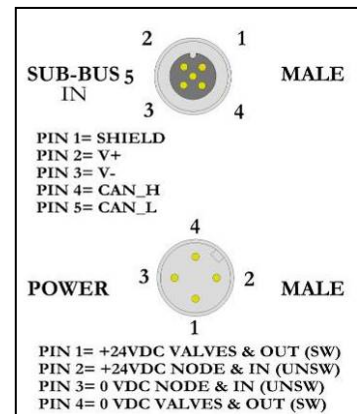 2 1
SUB-BUS 5 MALE
IN
3 4
PIN 1= SHIELD
PIN 2= V+
PIN 3= V-
PIN 4= CAN_H
PIN 5= CAN_L
4
3 2
POWER MALE
1
PIN 1= +24VDC VALVES & OUT (SW)
PIN 2= +24VDC NODE & IN (UNSW)
PIN 3= 0 VDC NODE & IN (UNSW)
PIN 4= 0 VDC VALVES & OUT (SW)